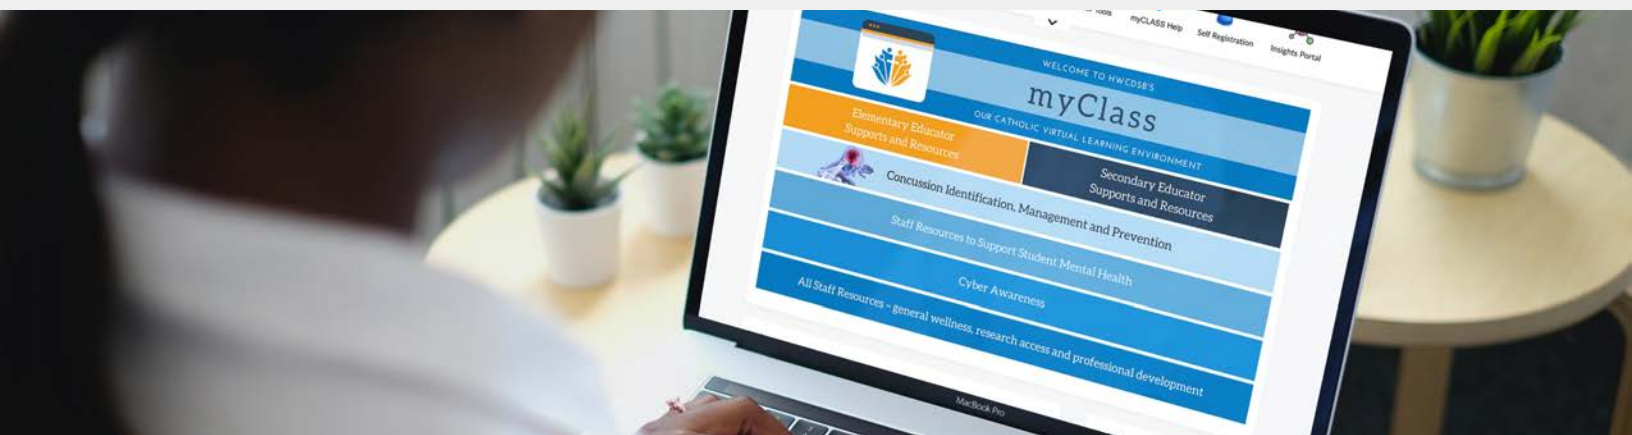 Tools
myCLASS Help
Self Registration
Insights Portal
WELCOME TO HWCDSB'S
myClass
OUR CATHOLIC VIRTUAL LEARNING ENVIRONMENT
Elementary Educator
Supports and Resources
Secondary Educator
Supports and Resources
Concussion Identification, Management and Prevention
Staff Resources to Support Student Mental Health
Cyber Awareness
All Staff Resources – general wellness, research access and professional development
MacBook Pro